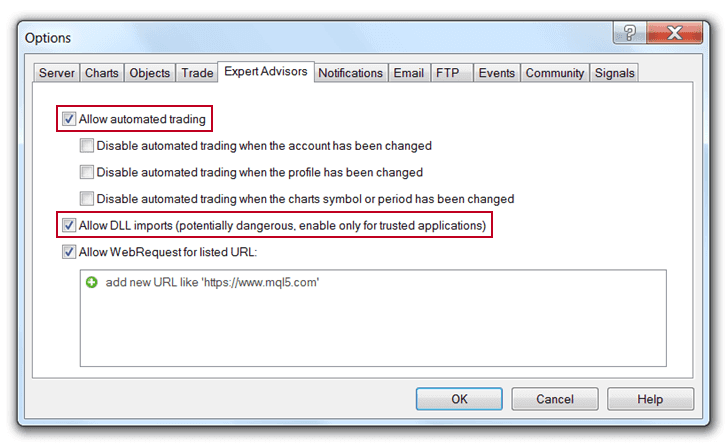 Options
?
Server Charts Objects Trade Expert Advisors Notifications Email FTP Events Community Signals
Allow automated trading
Disable automated trading when the account has been changed
Disable automated trading when the profile has been changed
Disable automated trading when the charts symbol or period has been changed
Allow DLL imports (potentially dangerous, enable only for trusted applications)
Allow WebRequest for listed URL:
add new URL like 'https://www.mql5.com'
OK Cancel Help